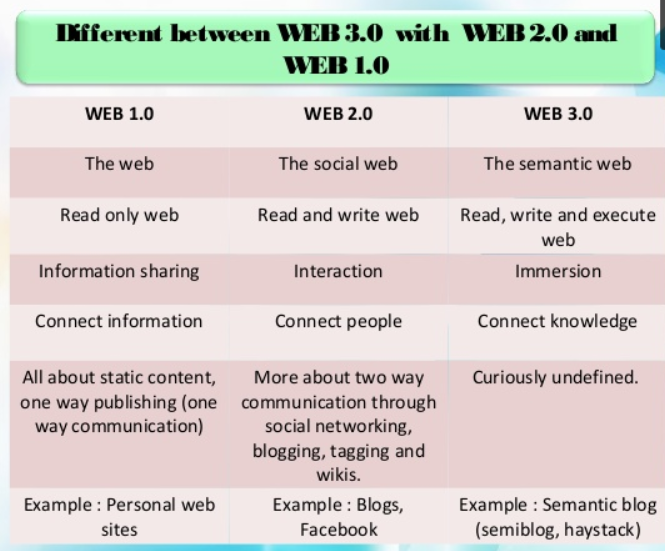 Different between WEB 3.0 with WEB 2.0 and
WEB 1.0
WEB 1.0
WEB 2.0
WEB 3.0
The web
The social web
The semantic web
Read only web
Read and write web
Read, write and execute
web
Information sharing
Interaction
Immersion
Connect information
Connect people
Connect knowledge
All about static content,
one way publishing (one
way communication)
More about two way
communication through
social networking,
blogging, tagging and
wikis.
Curiously undefined.
Example : Personal web
sites
Example : Blogs,
Facebook
Example : Semantic blog
(semiblog, haystack)